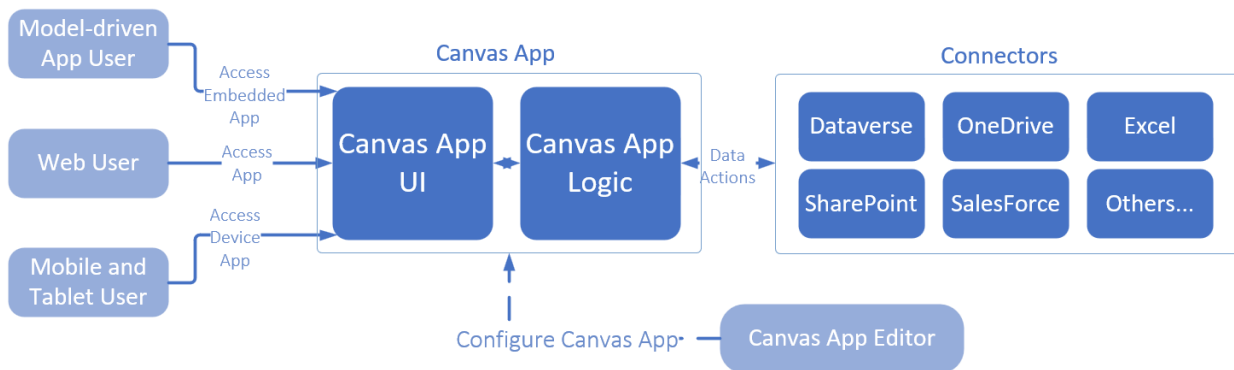 Model-driven
App User
Access
Embedded
App
Web User
Access
App
Access
Device
App
Mobile and
Tablet User
Canvas App
Canvas App
UI
Canvas App
Logic
Data
Actions
Connectors
Dataverse
OneDrive
Excel
SharePoint
SalesForce
Others...
Configure Canvas App
Canvas App Editor